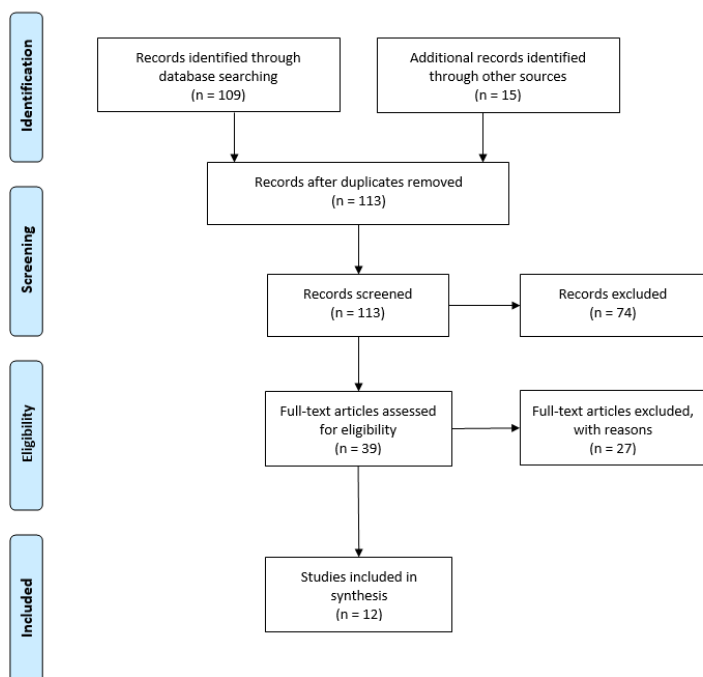 Identification
Records identified through
database searching
(n = 109)
Additional records identified
through other sources
(n = 15)
Records after duplicates removed
(n = 113)
Screening
Records screened
(n = 113)
Records excluded
(n = 74)
Eligibility
Full-text articles assessed
for eligibility
(n = 39)
Full-text articles excluded,
with reasons
(n = 27)
Included
Studies included in
synthesis
(n = 12)